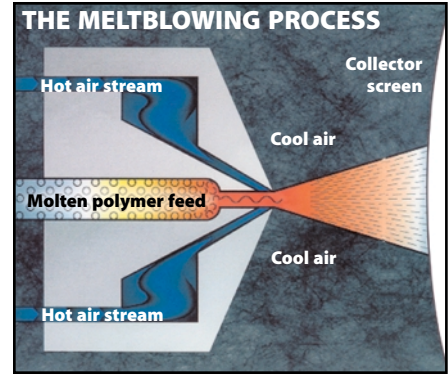 THE MELTBLOWING PROCESS
Hot air stream
Collector
screen
Cool air
Molten polymer feed
Cool air
Hot air stream